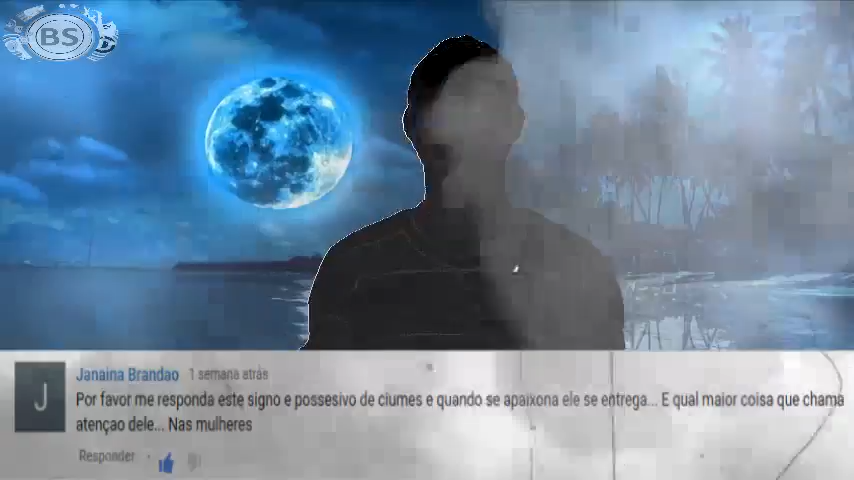 BS
J
Janaina Brandao 1 semana atrás
Por favor me responda este signo e possesivo de ciumes e quando se apaixona ele se entrega... E qual maior coisa que chama
atençao dele... Nas mulheres
Responder